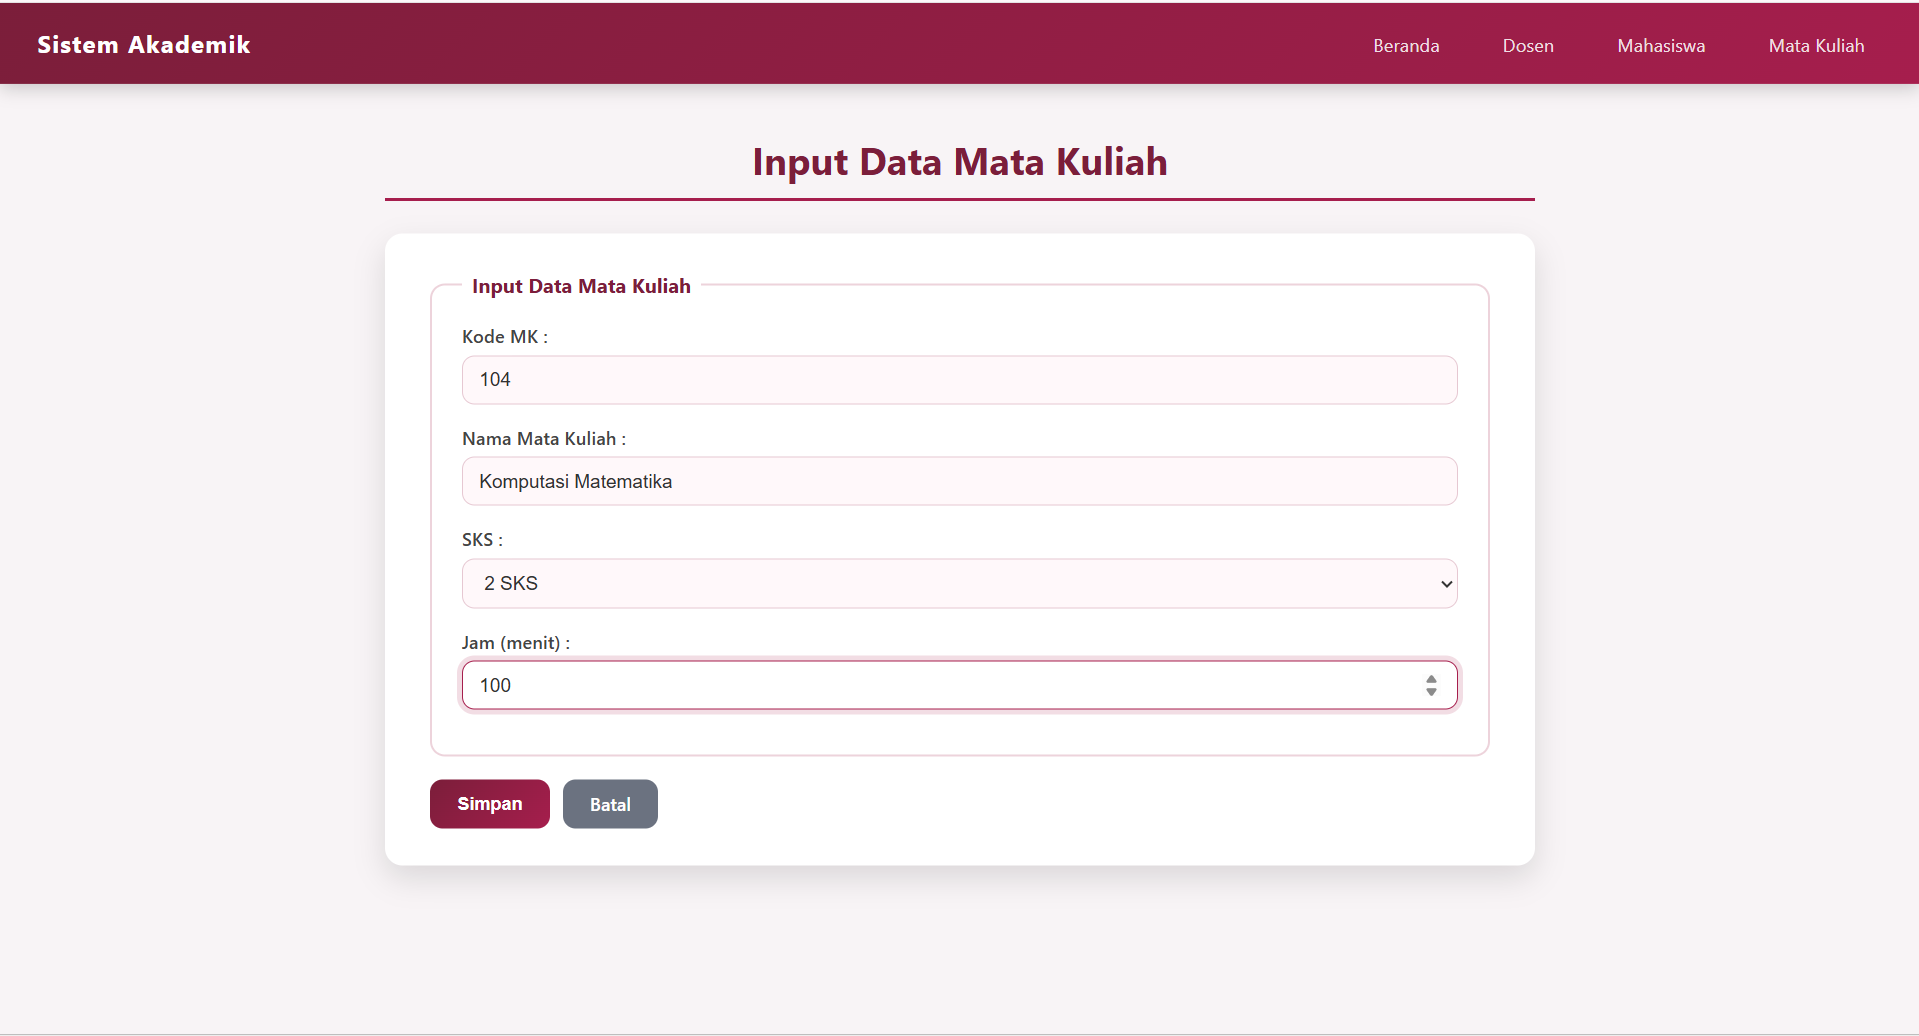 Sistem Akademik
Beranda Dosen Mahasiswa Mata Kuliah
Input Data Mata Kuliah
Input Data Mata Kuliah
Kode MK :
104
Nama Mata Kuliah :
Komputasi Matematika
SKS :
2 SKS
Jam (menit) :
100
Simpan Batal